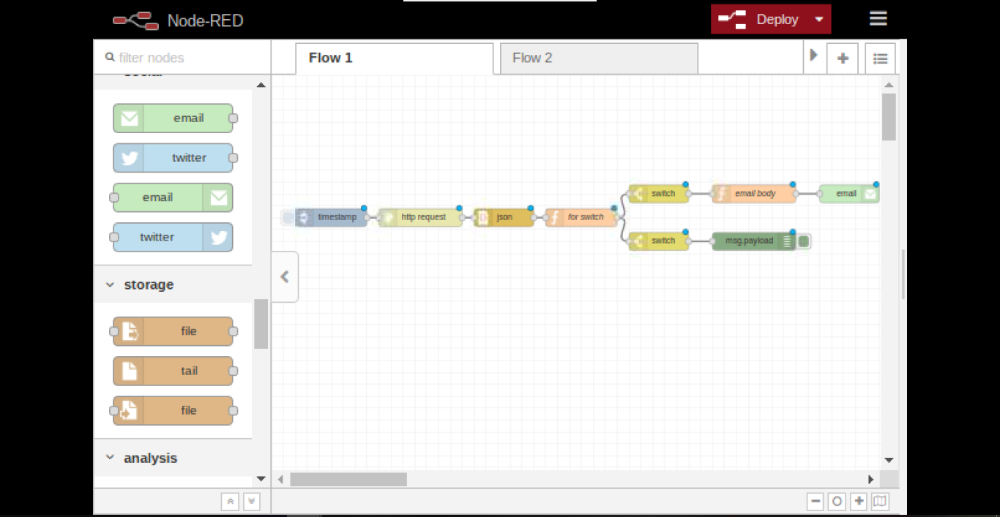 Node-RED
Deploy
filter nodes
Flow 1
Flow 2
email
twitter
email
twitter
storage
file
tail
file
analysis
timestamp
http request
json
for switch
switch
email body
email
switch
msg.payload